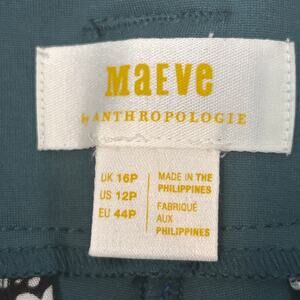 MaEVe
by ANTHROPOLOGIE
UK 16P
US 12P
EU 44P
MADE IN THE
PHILIPPINES
FABRIQUÉ
AUX
PHILIPPINES